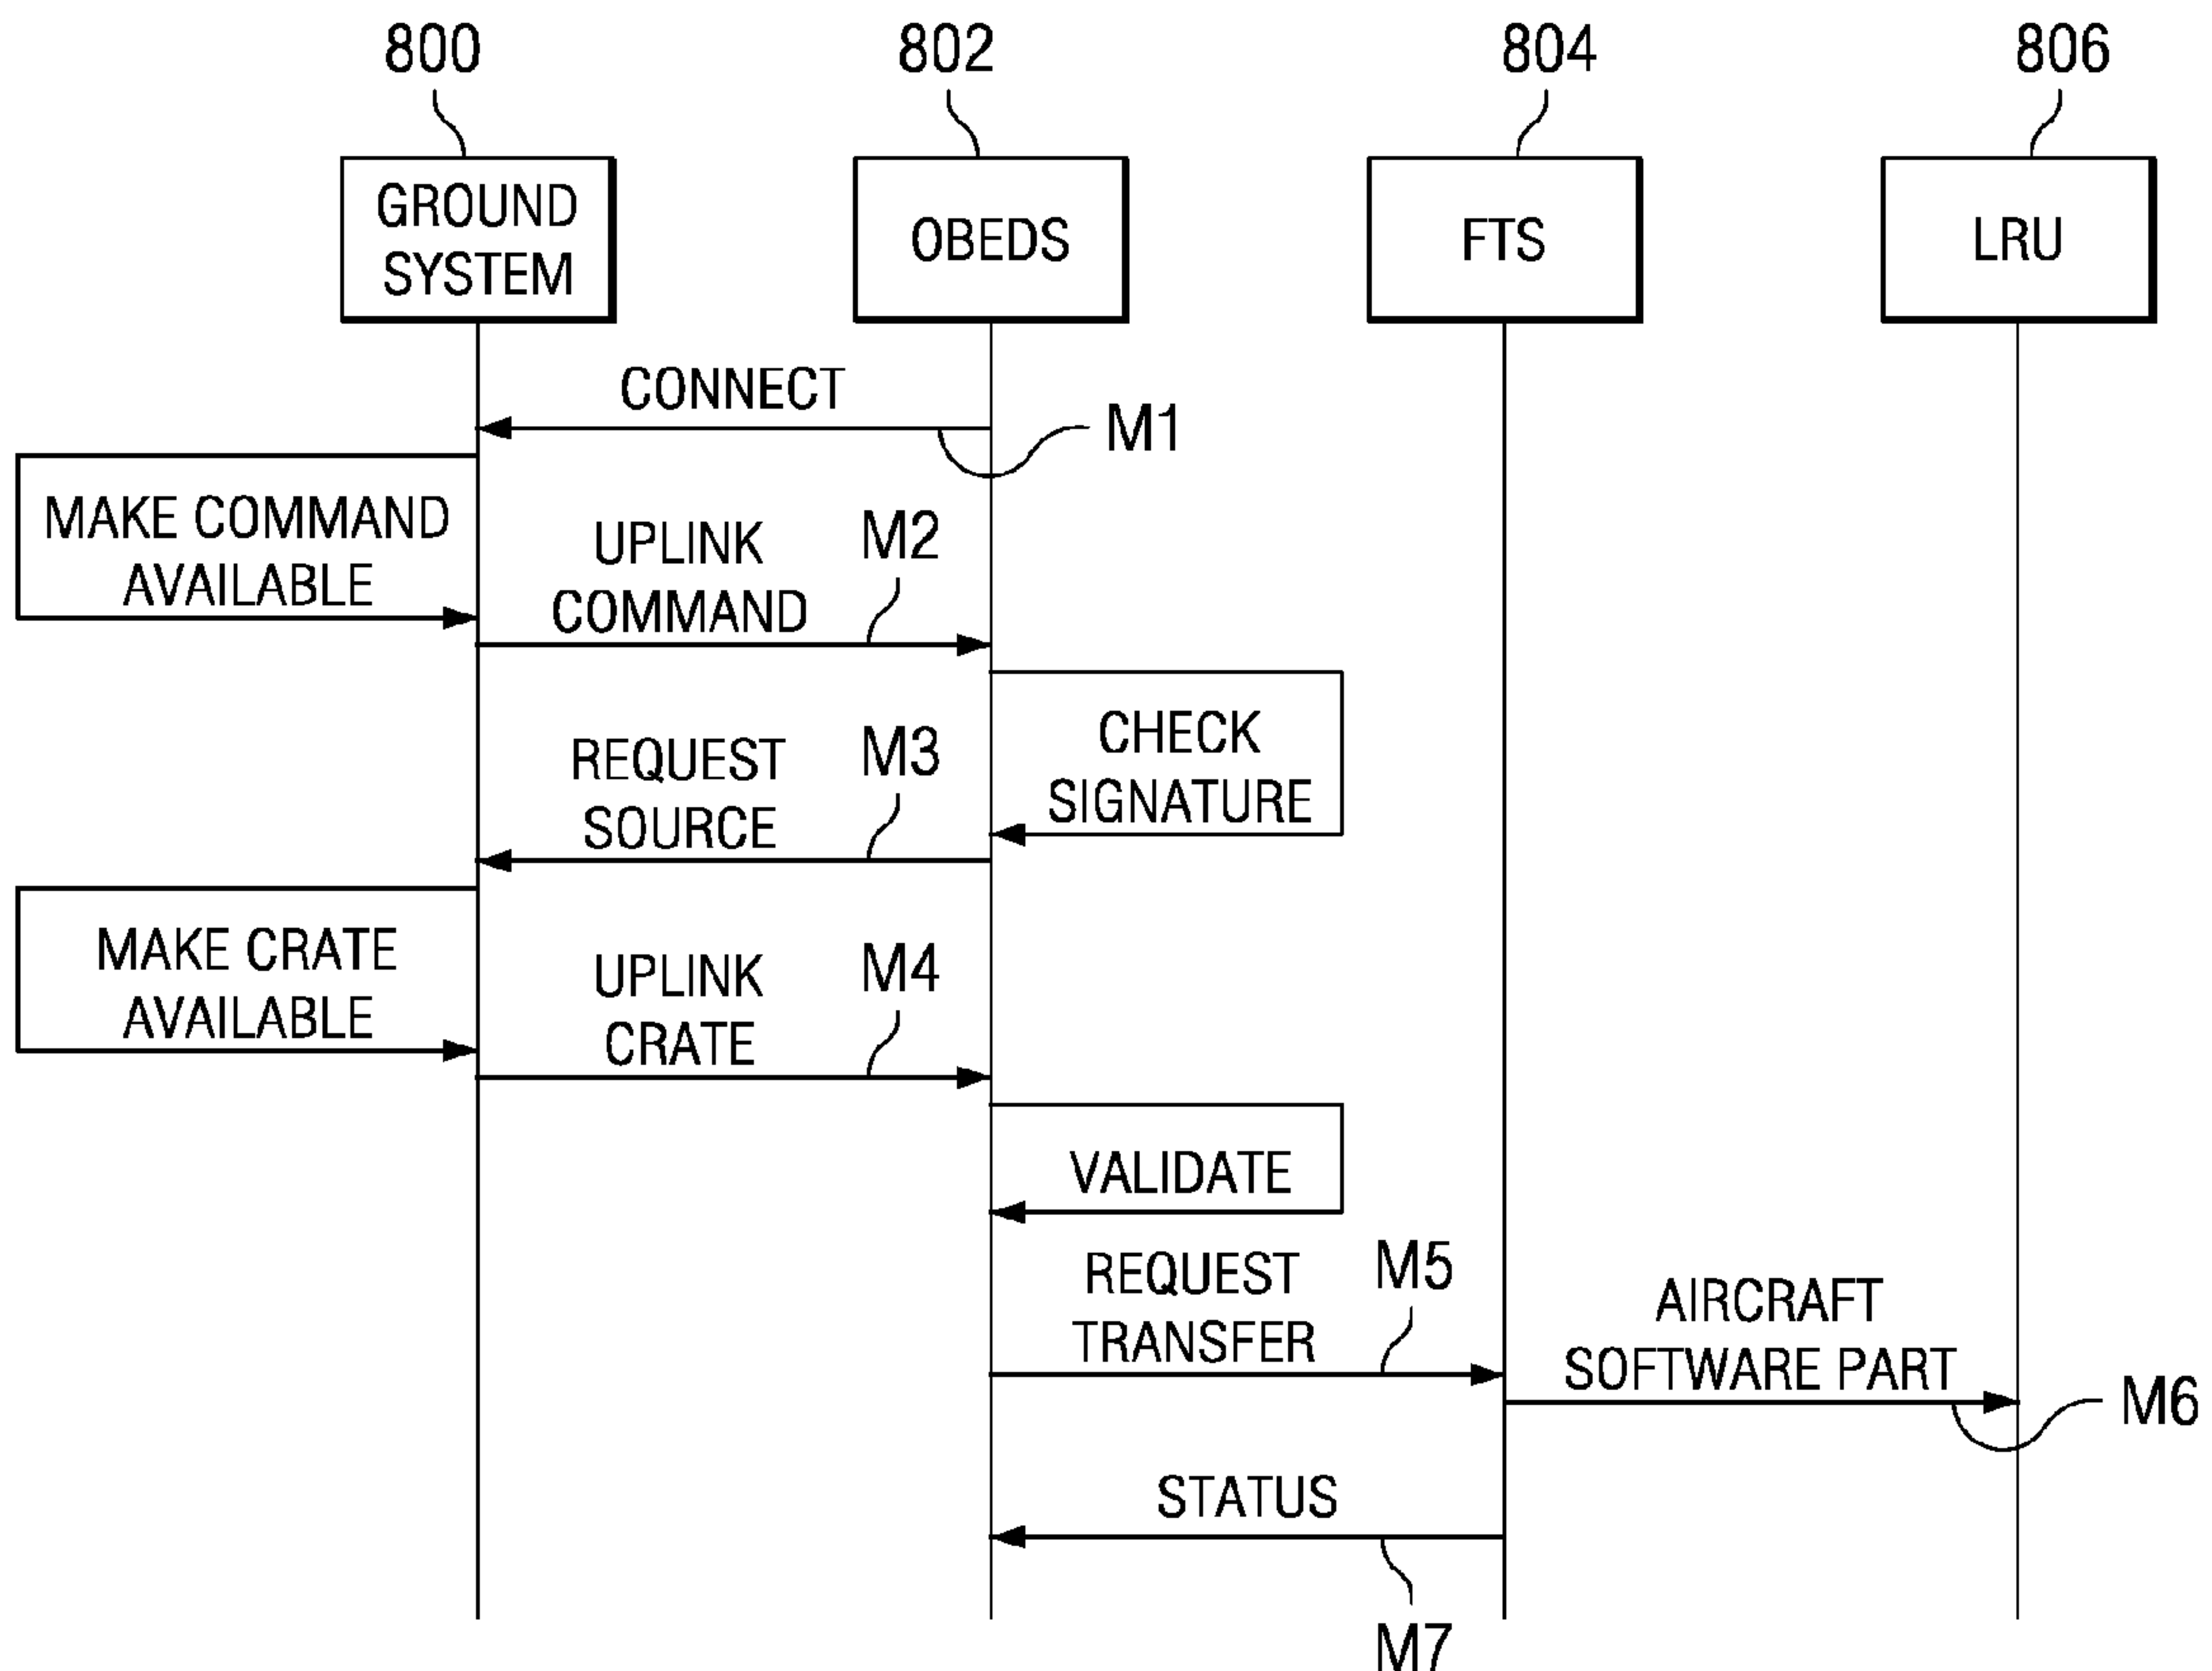 800
802
804
806
GROUND
SYSTEM
OBEDS
FTS
LRU
CONNECT
M1
MAKE COMMAND
AVAILABLE
UPLINK
COMMAND
M2
CHECK
SIGNATURE
REQUEST
SOURCE
M3
MAKE CRATE
AVAILABLE
UPLINK
CRATE
M4
VALIDATE
REQUEST
TRANSFER
M5
AIRCRAFT
SOFTWARE PART
M6
STATUS
M7